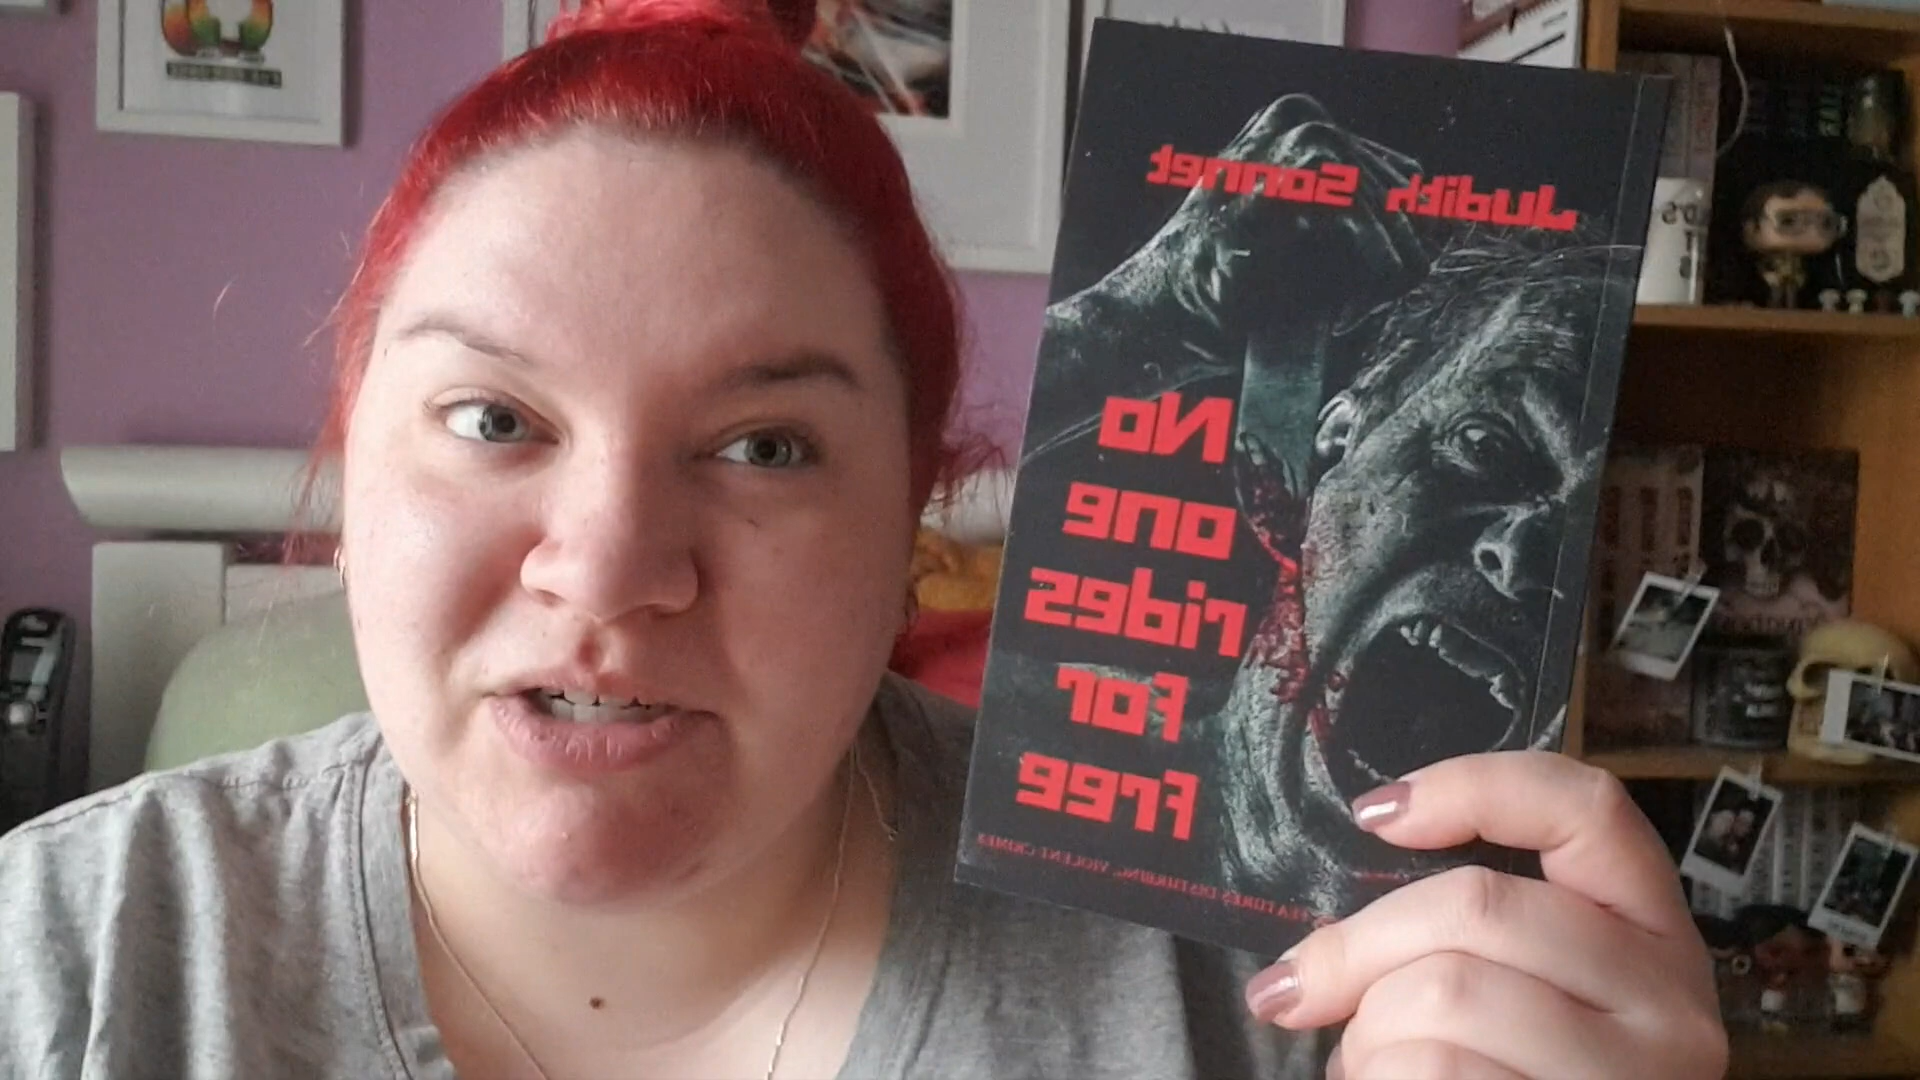 Judith Sonnet
No
one
rides
for
free
FEATURES DISTURBING, VIOLENT CRIMES